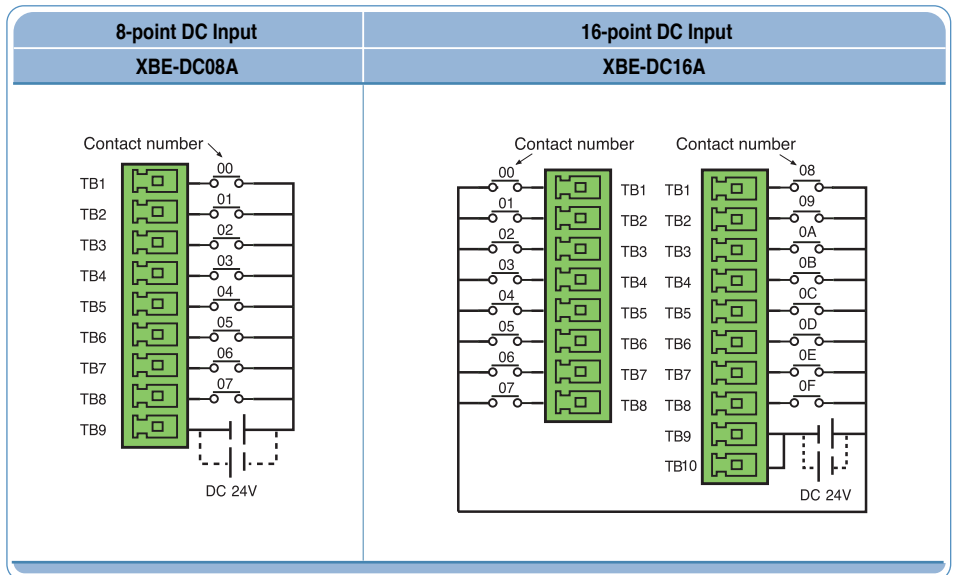 8-point DC Input
16-point DC Input
XBE-DC08A
XBE-DC16A
Contact number
00
TB1
01
TB2
02
TB3
03
TB4
04
TB5
05
TB6
06
TB7
07
TB8
TB9
DC 24V
Contact number
00
TB1
01
TB2
02
TB3
03
TB4
04
TB5
05
TB6
06
TB7
07
TB8
Contact number
08
TB1
09
TB2
0A
TB3
0B
TB4
0C
TB5
0D
TB6
0E
TB7
0F
TB8
TB9
TB10
DC 24V